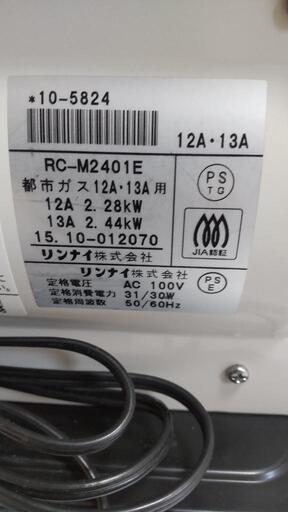 *10-5824
12A・13A
RC-M2401E
都市ガス12A・13A用
12A 2.28kW
13A 2.44kW
15.10-012070
リンナイ株式会社
PS
TG
JIA認証
リンナイ株式会社
定格電圧 AC 100V
定格消費電力 31/30W
定格周波数 50/60Hz
PS
E